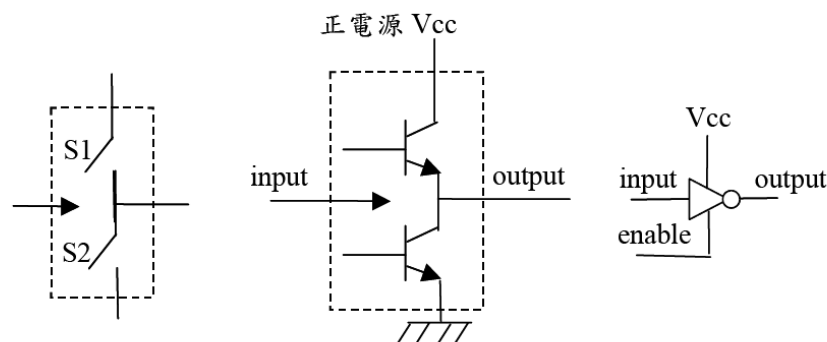 S1
S2
正電源 Vcc
input
output
Vcc
input
output
enable